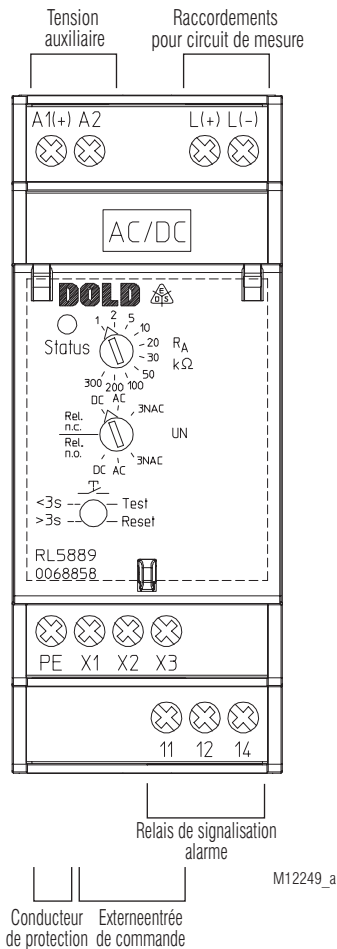 Tension auxiliaire
Raccordements pour circuit de mesure
A1(+) A2 L(+) L(-)
AC/DC
DOLD E D S
Status
1 2 5 10 20 30 50 100 200 300
RA
kΩ
DC AC 3NAC
Rel. n.c.
Rel. n.o.
UN
DC AC 3NAC
<3s Test
>3s Reset
RL5889
0068858
PE X1 X2 X3
11 12 14
Relais de signalisation alarme
M12249_a
Conducteur de protection
Externeentrée de commande